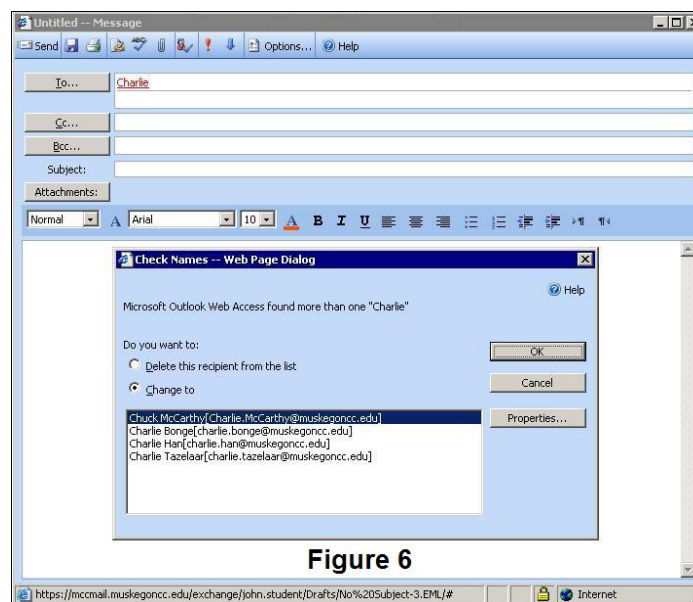 Untitled -- Message
Send Options... Help
To... Charlie
Cc...
Bcc...
Subject:
Attachments:
Normal A Arial 10 A B I U
Check Names -- Web Page Dialog
Help
Microsoft Outlook Web Access found more than one "Charlie"
Do you want to:
Delete this recipient from the list
OK
Change to
Cancel
Chuck McCarthy[Charlie.McCarthy@muskegoncc.edu]
Properties...
Charlie Bonge[charlie.bonge@muskegoncc.edu]
Charlie Han[charlie.han@muskegoncc.edu]
Charlie Tazelaar[charlie.tazelaar@muskegoncc.edu]
Figure 6
https://mccmail.muskegoncc.edu/exchange/john.student/Drafts/No%20Subject-3.EML/# Internet